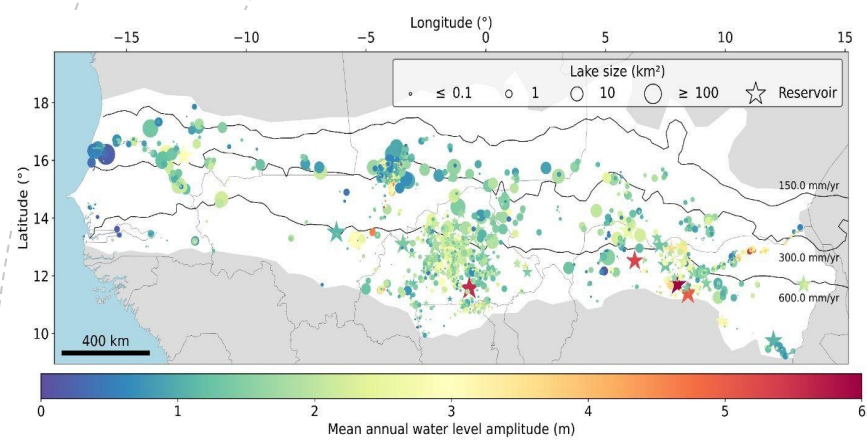 Longitude (°)
−15 −10 −5 0 5 10 15
Lake size (km²)
≤ 0.1 1 10 ≥ 100 Reservoir
Latitude (°)
18
16
14
12
10
150.0 mm/yr
300.0 mm/yr
600.0 mm/yr
400 km
0 1 2 3 4 5 6
Mean annual water level amplitude (m)